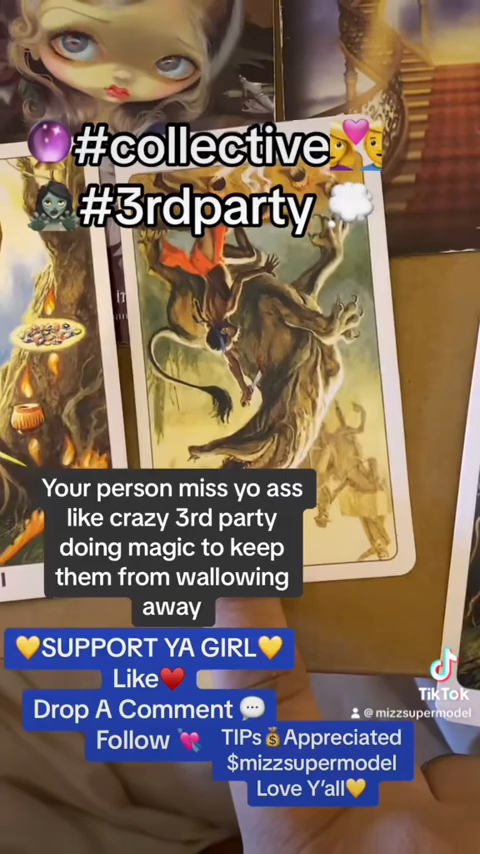 🔮#collective💏
🧟‍♀️#3rdparty 💭
Your person miss yo ass
like crazy 3rd party
doing magic to keep
them from wallowing
away
💛SUPPORT YA GIRL💛
Like♥️
Drop A Comment 💬
Follow 💘
TIPs💰Appreciated
$mizzsupermodel
Love Y'all💛
TikTok
@mizzsupermodel